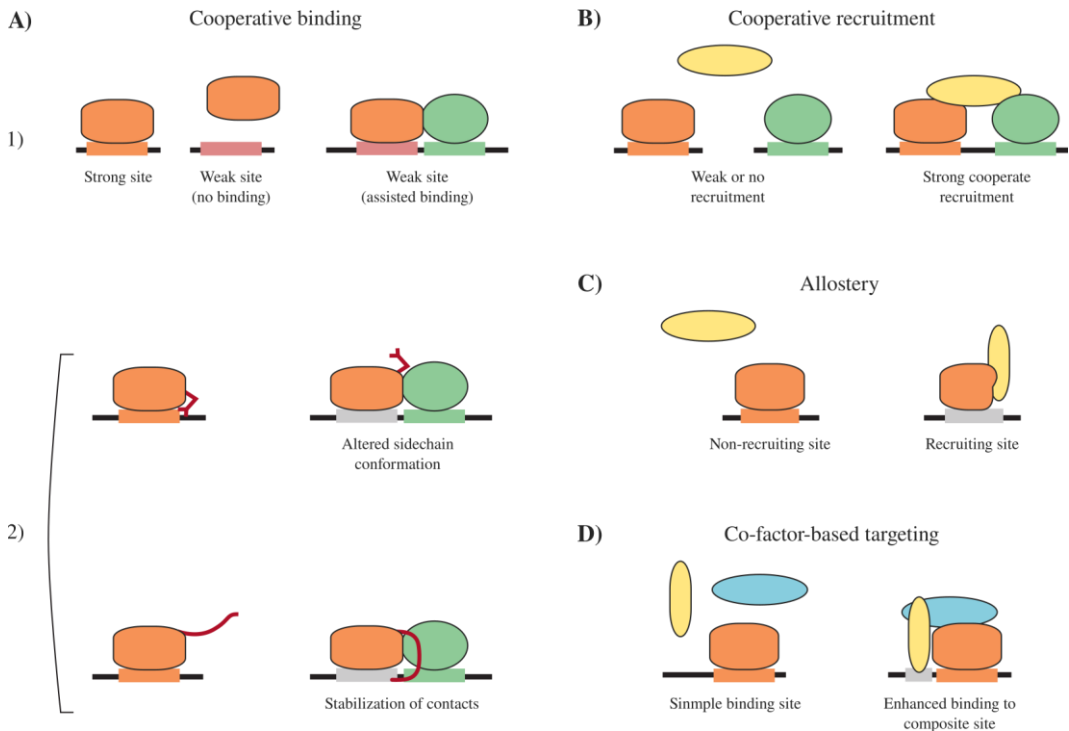 A)
Cooperative binding
1)
Strong site
Weak site
(no binding)
Weak site
(assisted binding)
2)
Altered sidechain
conformation
Stabilization of contacts
B)
Cooperative recruitment
Weak or no
recruitment
Strong cooperate
recruitment
C)
Allostery
Non-recruiting site
Recruiting site
D)
Co-factor-based targeting
Sinmple binding site
Enhanced binding to
composite site